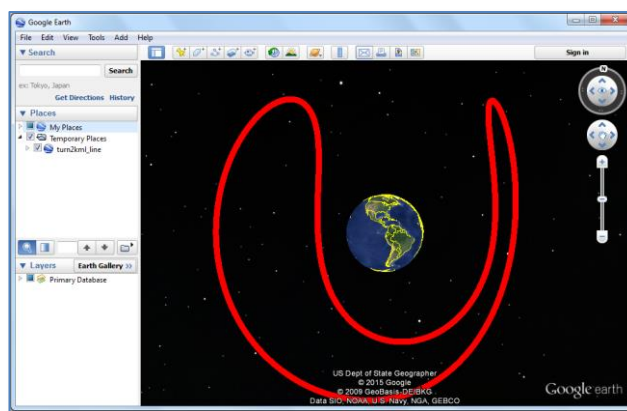 Google Earth
File Edit View Tools Add Help
▼ Search
Sign in
Search
ex: Tokyo, Japan
Get Directions History
▼ Places
My Places
Temporary Places
turn2kml_line
▼ Layers
Earth Gallery »
Primary Database
N
US Dept of State Geographer
© 2015 Google
© 2009 GeoBasis-DE/BKG
Data SIO, NOAA, U.S. Navy, NGA, GEBCO
Google earth